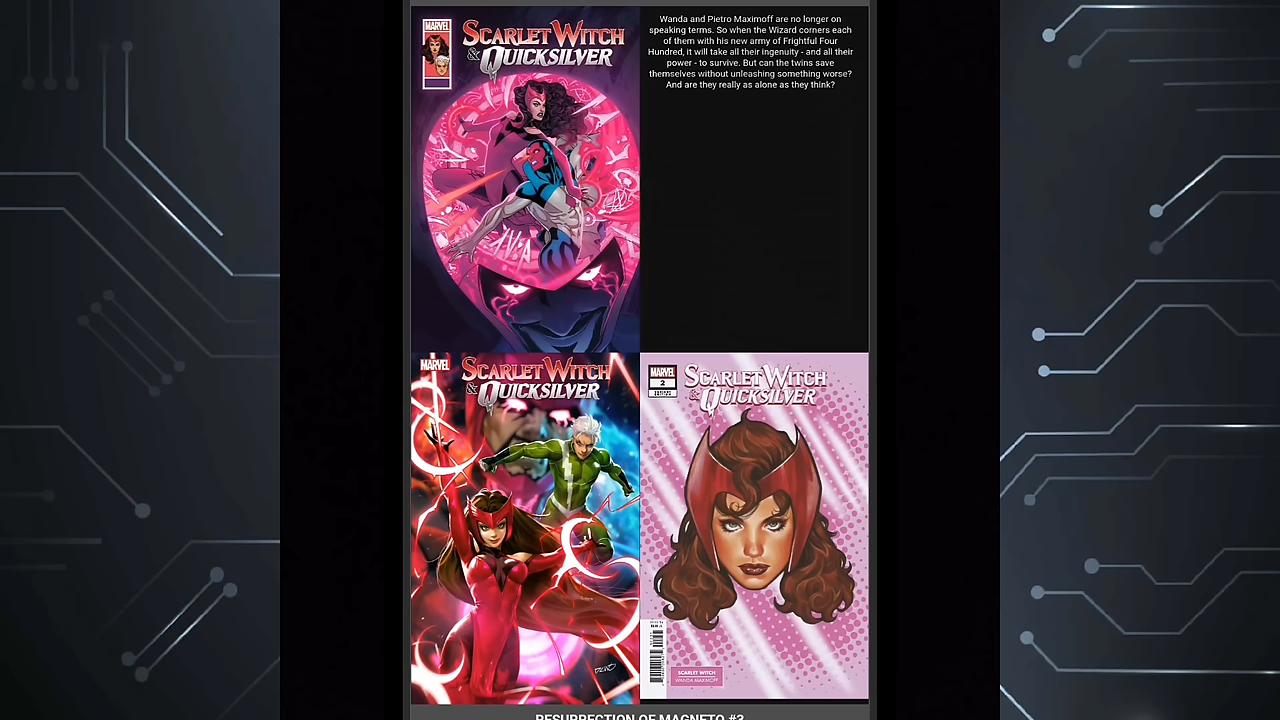 MARVEL
SCARLET WITCH
& QUICKSILVER
Wanda and Pietro Maximoff are no longer on
speaking terms. So when the Wizard corners each
of them with his new army of Frightful Four
Hundred, it will take all their ingenuity - and all their
power - to survive. But can the twins save
themselves without unleashing something worse?
And are they really as alone as they think?
MARVEL
SCARLET WITCH
& QUICKSILVER
MARVEL
2
SCARLET WITCH
& QUICKSILVER
SCARLET WITCH
WANDA MAXIMOFF
RESURRECTION OF MAGNETO #3